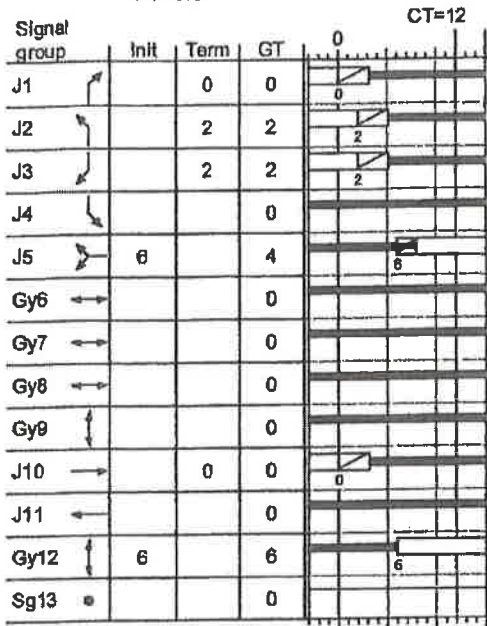 CT=12
Signal
group Init Term GT 0
J1 0 0 0
J2 2 2 2
J3 2 2 2
J4 0
J5 6 4 6
Gy6 0
Gy7 0
Gy8 0
Gy9 0
J10 0 0 0
J11 0
Gy12 6 6 6
Sg13 0